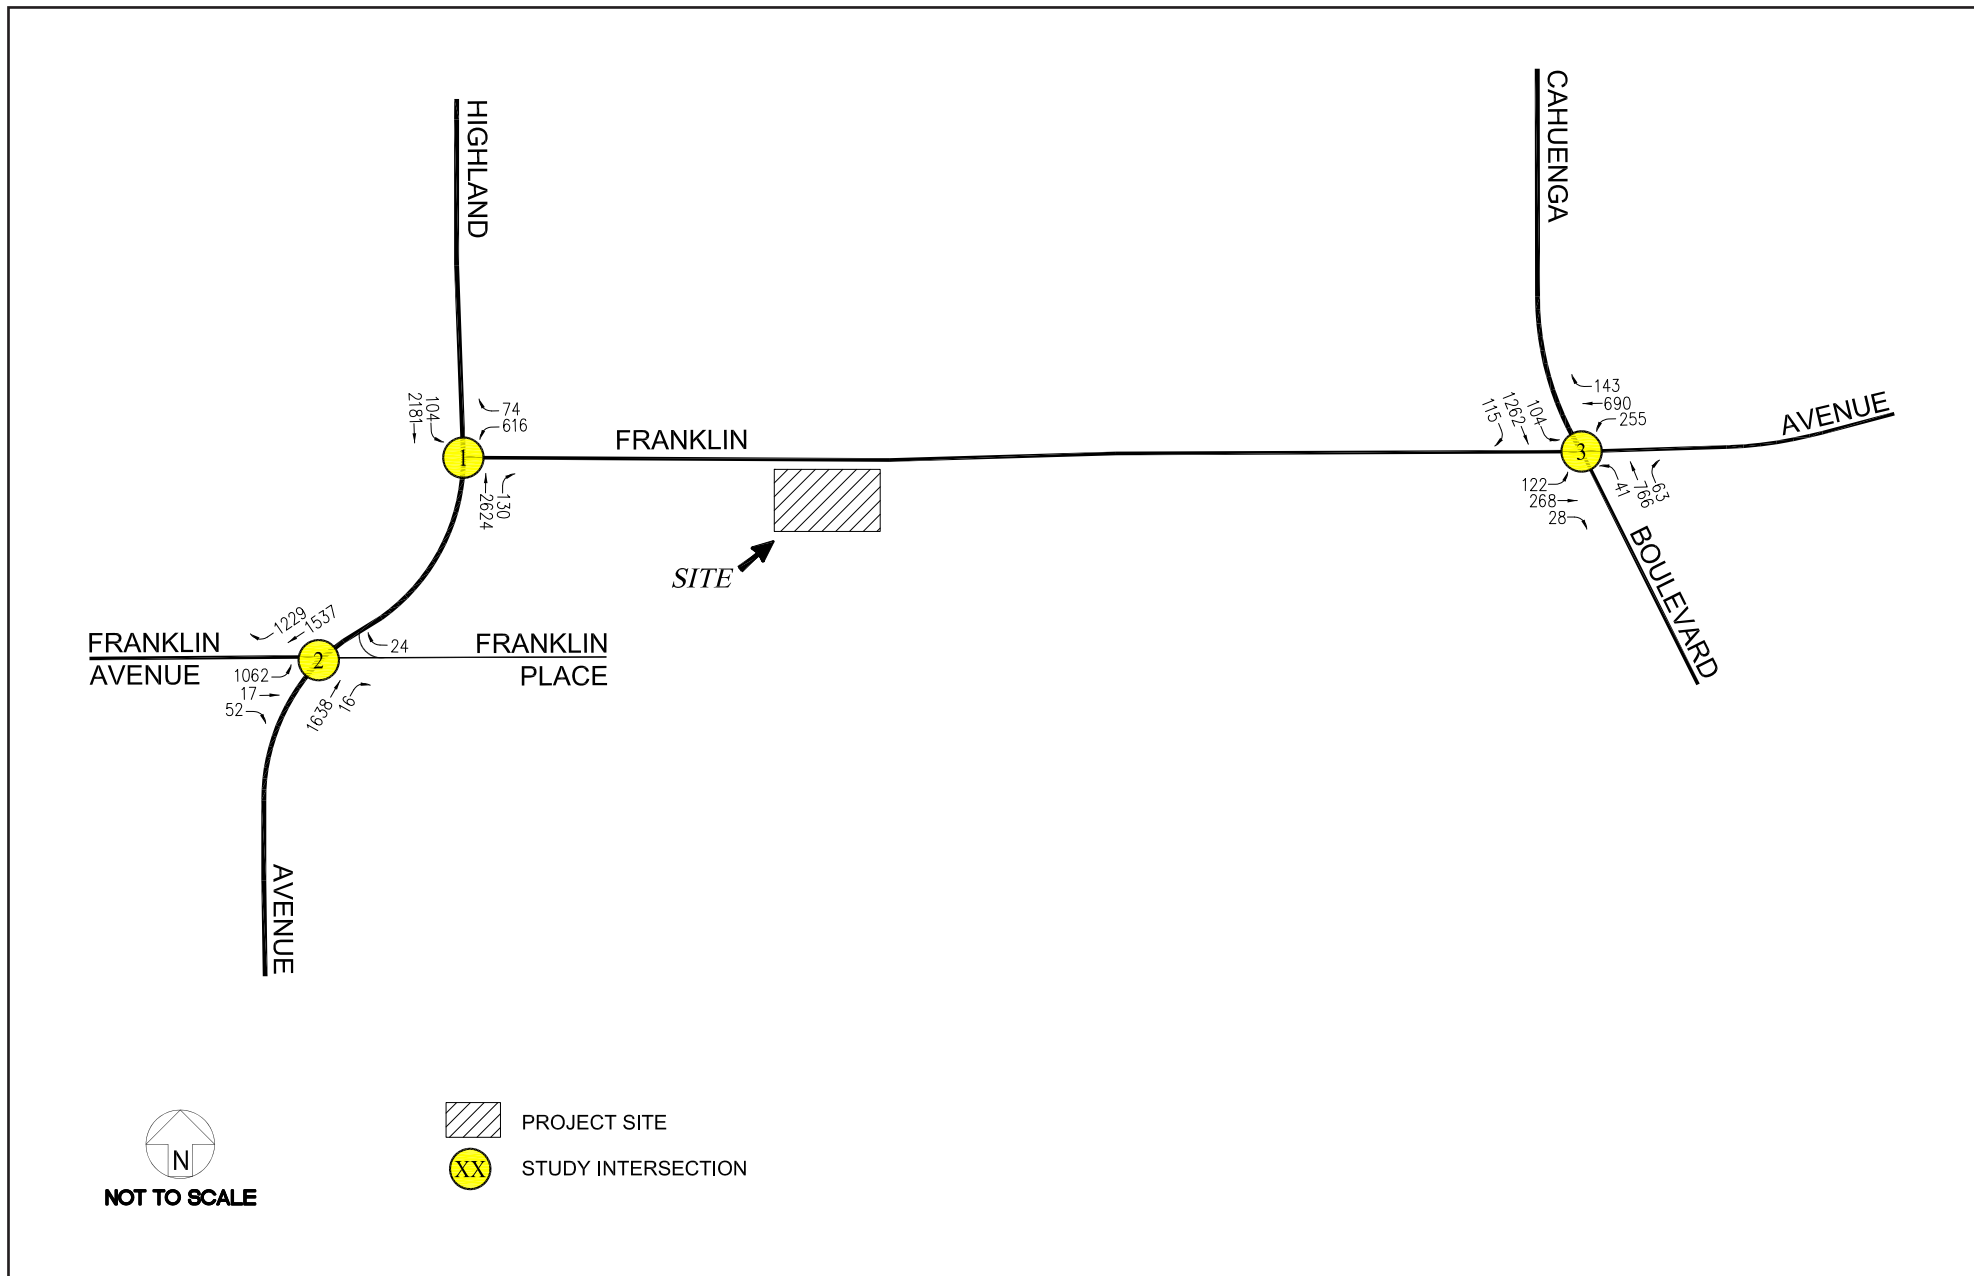 HIGHLAND
CAHUENGA
104
2181
74
616
1
FRANKLIN
130
2624
143
690
255
104
1262
115
3
AVENUE
122
268
28
41
766
63
BOULEVARD
SITE
1229
1537
FRANKLIN
AVENUE
2
24
FRANKLIN
PLACE
1062
17
52
1638
16
AVENUE
N
NOT TO SCALE
PROJECT SITE
XX
STUDY INTERSECTION